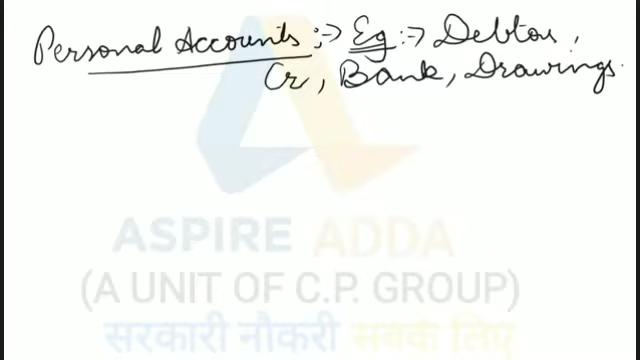 Personal Accounts :-> Eg :-> Debtor,
Cr, Bank, Drawings.
ASPIRE ADDA
(A UNIT OF C.P. GROUP)
सरकारी नौकरी सबके लिए